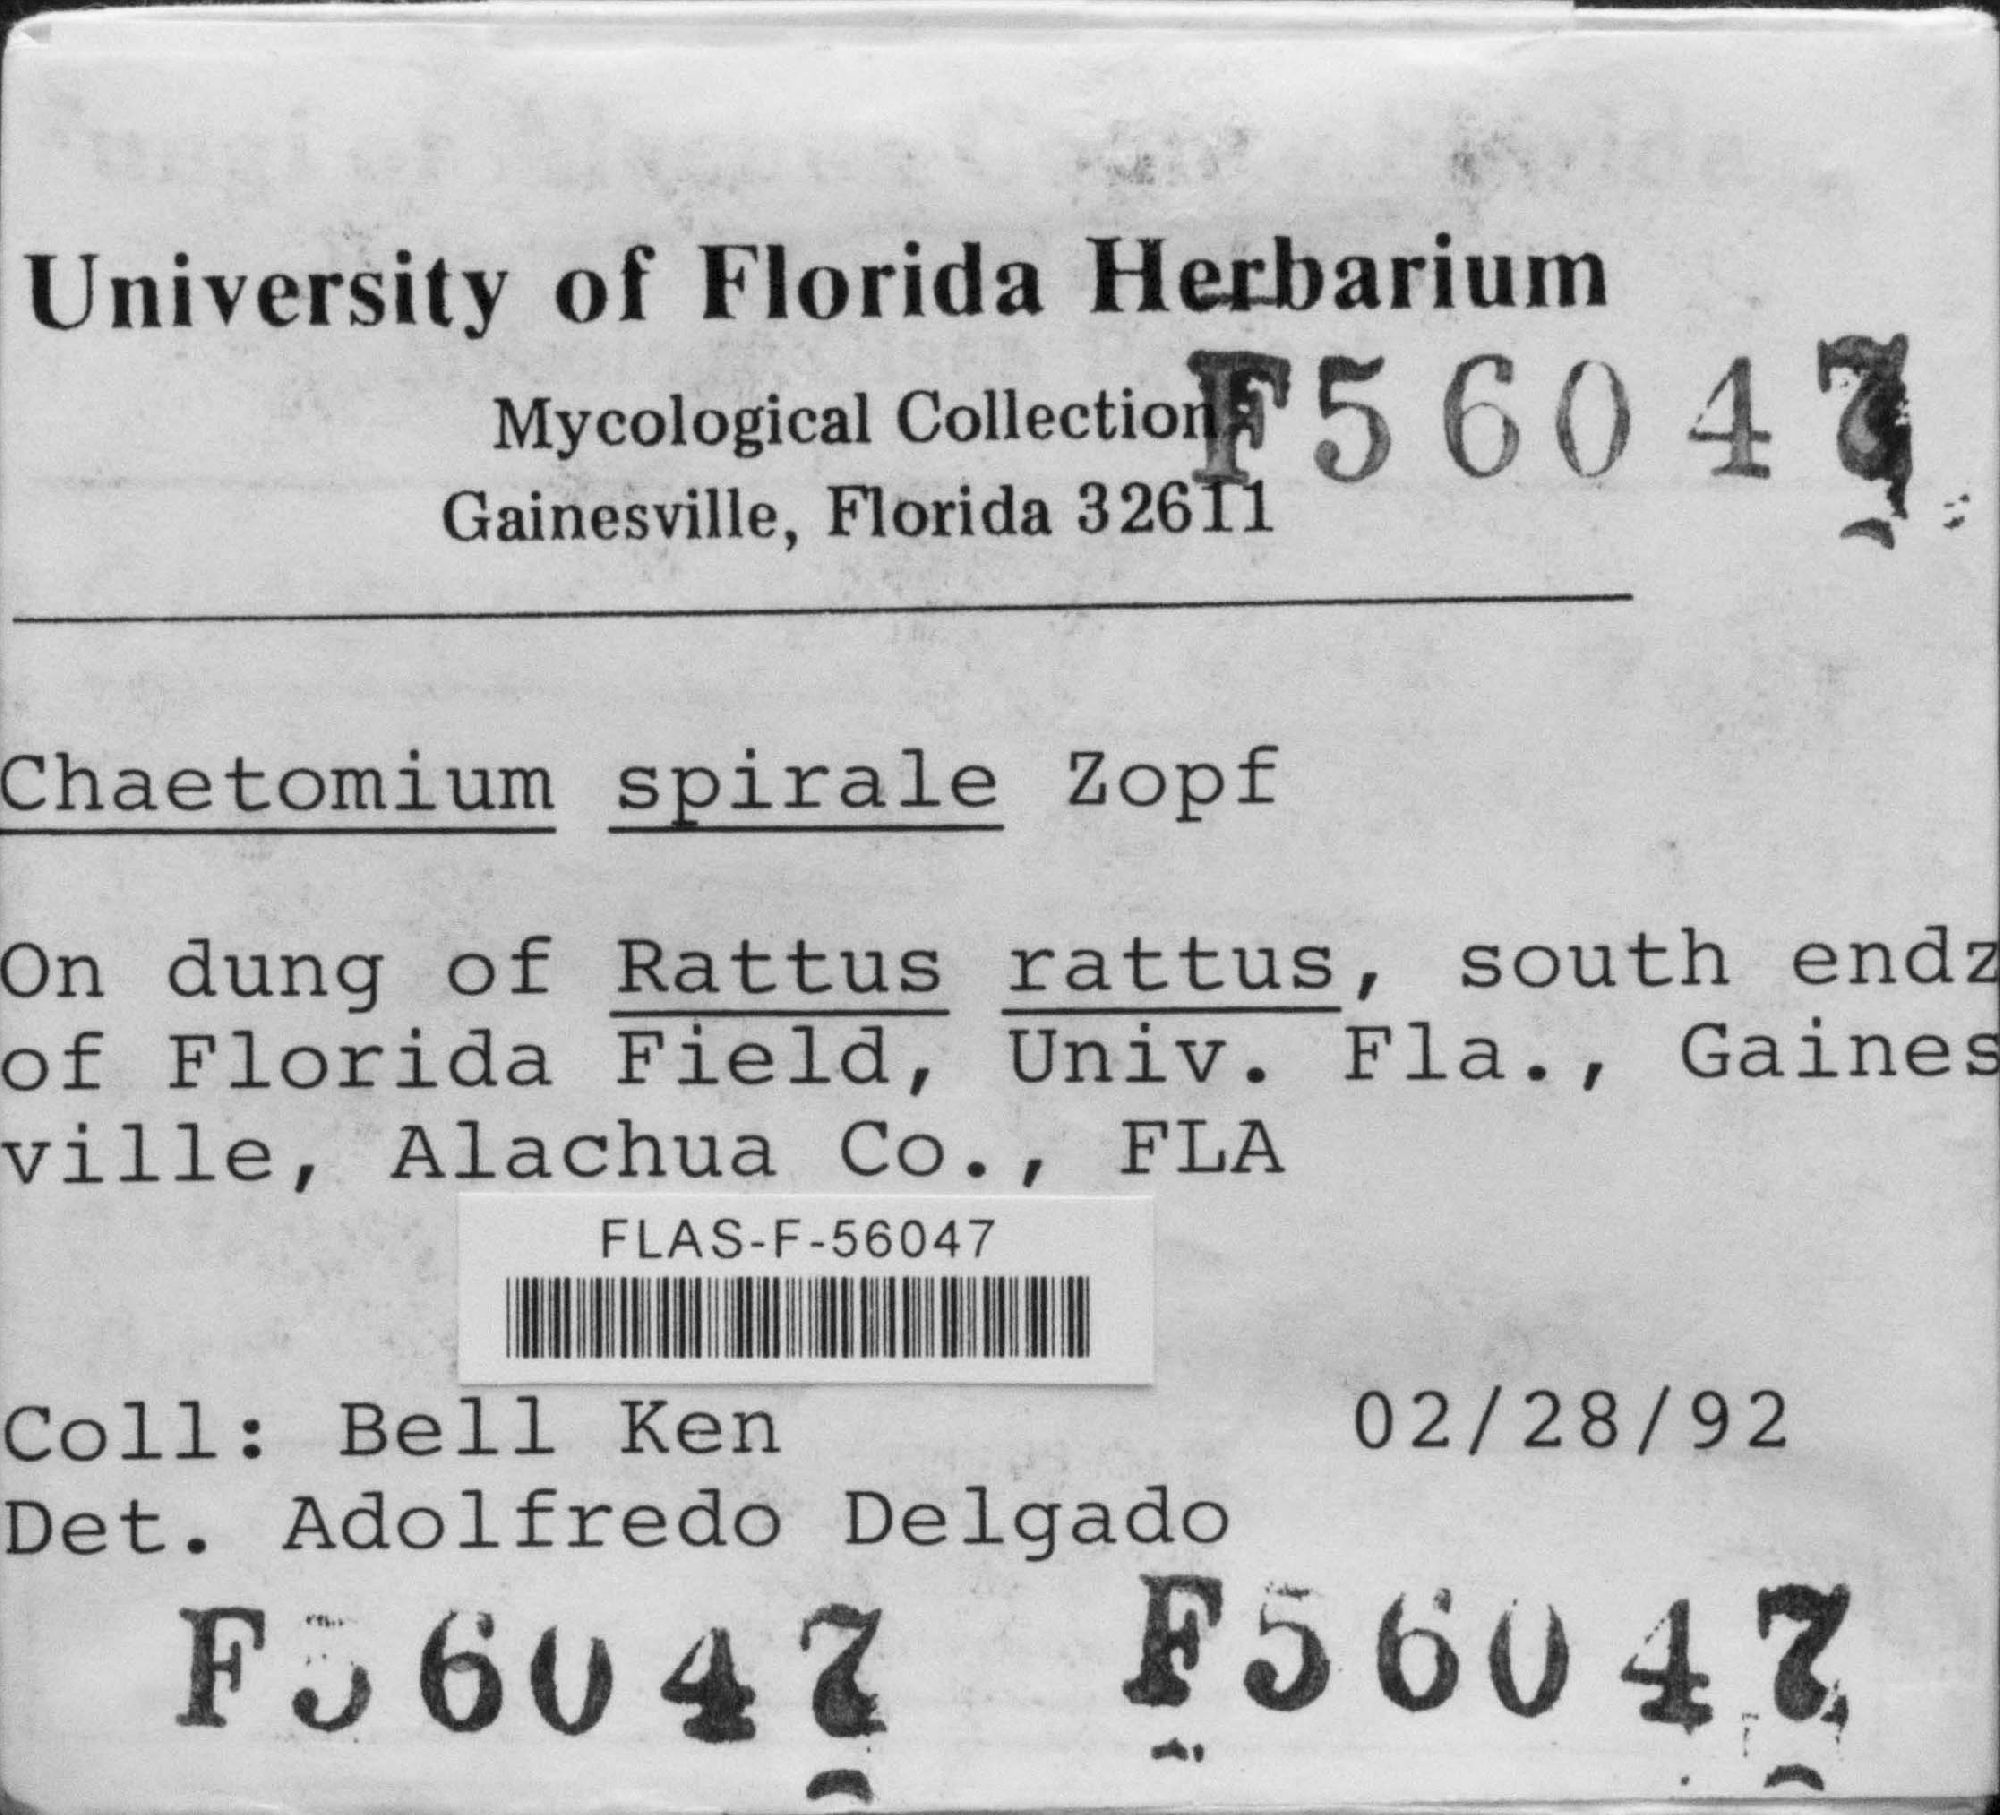 University of Florida Herbarium
F56047
Mycological Collections
Gainesville, Florida 32611
Chaetomium spirale Zopf
On dung of Rattus rattus, south endz
of Florida Field, Univ. Fla., Gaines
ville, Alachua Co., FLA
FLAS-F-56047
Coll: Bell Ken 02/28/92
Det. Adolfredo Delgado
F56047 F56047